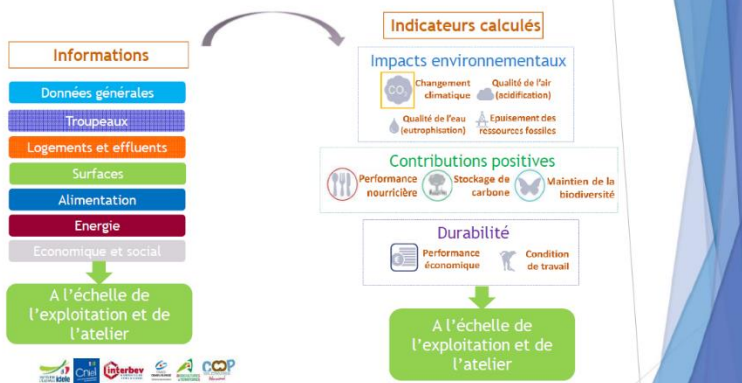 Informations
Données générales
Troupeaux
Logements et effluents
Surfaces
Alimentation
Energie
Economique et social
A l'échelle de
l'exploitation et de
l'atelier
idele
Cniel
interbev
COOP
Indicateurs calculés
Impacts environnementaux
CO₂
Changement
climatique
Qualité de l'air
(acidification)
Qualité de l'eau
(eutrophisation)
Epuisement des
ressources fossiles
Contributions positives
Performance
nourricière
Stockage de
carbone
Maintien de la
biodiversité
Durabilité
Performance
économique
Condition
de travail
A l'échelle de
l'exploitation et de
l'atelier